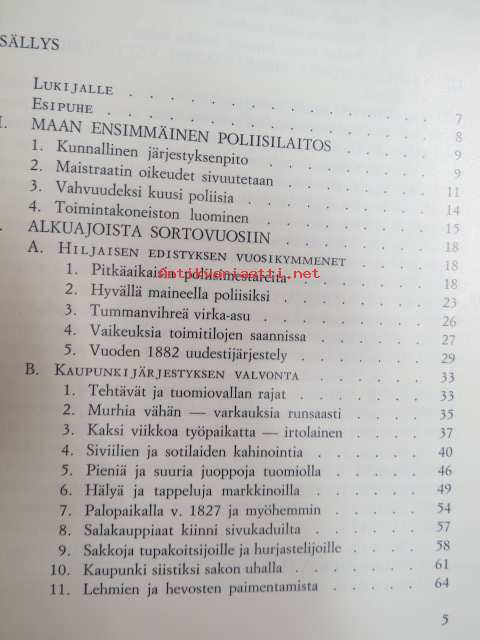 SÄLLYS
LUKIJALLE . . . . . . . . . . . . 7
ESIPUHE . . . . . . . . . . . . 8
I. MAAN ENSIMMÄINEN POLIISILAITOS . . . . 9
1. Kunnallinen järjestyksenpito . . . . . . 9
2. Maistraatin oikeudet sivuutetaan . . . . . 11
3. Vahvuudeksi kuusi poliisia . . . . . . 14
4. Toimintakoneiston luominen . . . . . . 15
. ALKUAJOISTA SORTOVUOSIIN . . . . . . 18
A. HILJAISEN EDISTYKSEN VUOSIKYMMENET . . . 18
1. Pitkäaikaisia poliisimestareita . . . . . 18
antikvariaatti.net
2. Hyvällä maineella poliisiksi . . . . . . 23
3. Tummanvihreä virka-asu . . . . . . 26
4. Vaikeuksia toimitilojen saannissa . . . . 27
5. Vuoden 1882 uudestijärjestely . . . . . 29
B. KAUPUNKIJÄRJESTYKSEN VALVONTA . . . . 33
1. Tehtävät ja tuomiovallan rajat . . . . . 33
2. Murhia vähän — varkauksia runsaasti . . . 35
3. Kaksi viikkoa työpaikatta — irtolainen . . . 37
4. Siviilien ja sotilaiden kahinointia . . . . 40
5. Pieniä ja suuria juoppoja tuomiolla . . . . 46
6. Hälyä ja tappeluja markkinoilla . . . . . 49
7. Palopaikalla v. 1827 ja myöhemmin . . . . 54
8. Salakauppiaat kiinni sivukaduilta . . . . 57
9. Sakkoja tupakoitsijoille ja hurjastelijoille . . . 58
10. Kaupunki siistiksi sakon uhalla . . . . . 61
11. Lehmien ja hevosten paimentamista . . . . 64
5